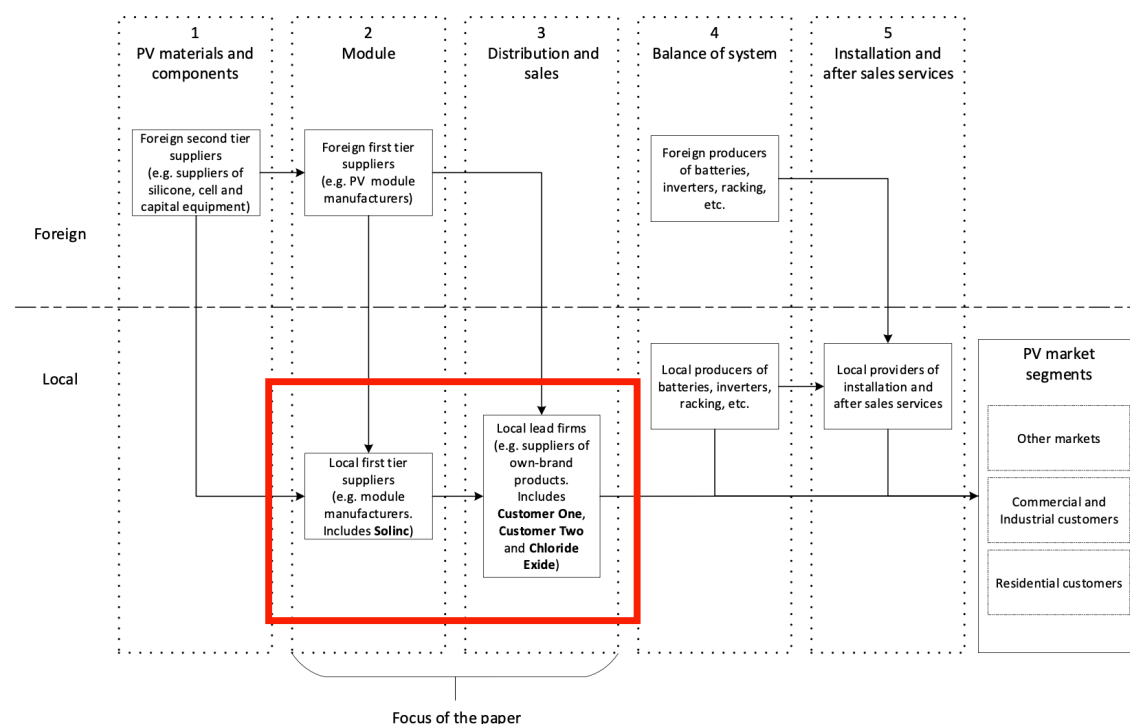 1
PV materials and
components
2
Module
3
Distribution and
sales
4
Balance of system
5
Installation and
after sales services
Foreign second tier
suppliers
(e.g. suppliers of
silicone, cell and
capital equipment)
Foreign first tier
suppliers
(e.g. PV module
manufacturers)
Foreign producers
of batteries,
inverters, racking,
etc.
Foreign
Local
Local first tier
suppliers
(e.g. module
manufacturers.
Includes Solinc)
Local lead firms
(e.g. suppliers of
own-brand
products.
Includes
Customer One,
Customer Two
and Chloride
Exide)
Local producers of
batteries, inverters,
racking, etc.
Local providers of
installation and
after sales services
PV market
segments
Other markets
Commercial and
Industrial customers
Residential customers
Focus of the paper